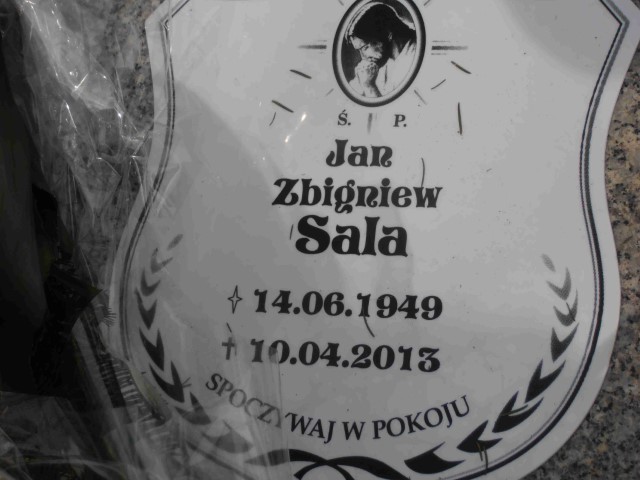 Ś. P.
Jan
Zbigniew
Sala
14.06.1949
10.04.2013
SPOCZYWAJ W POKOJU